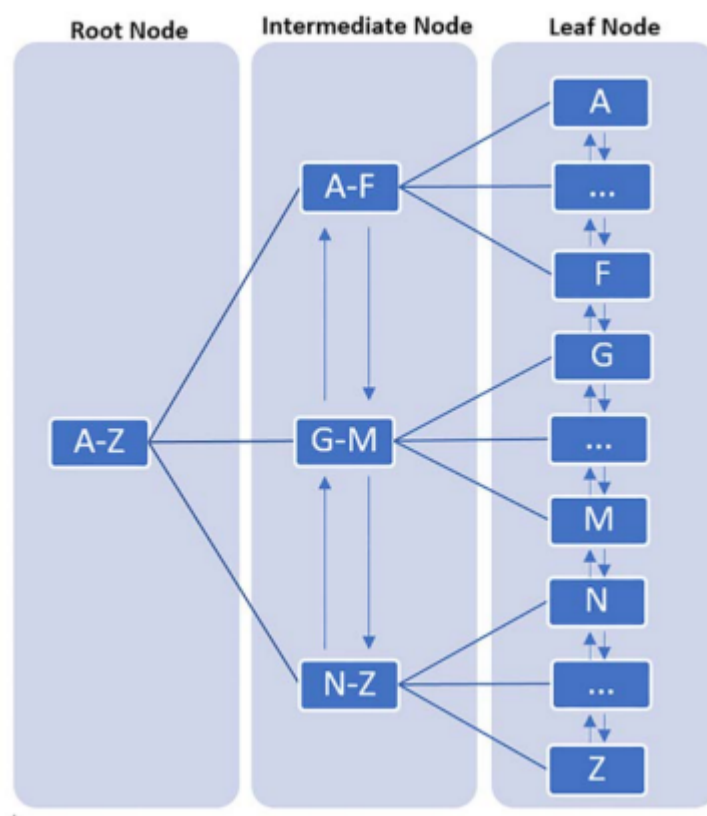 Root Node
Intermediate Node
Leaf Node
A-Z
A-F
G-M
N-Z
A
...
F
G
...
M
N
...
Z